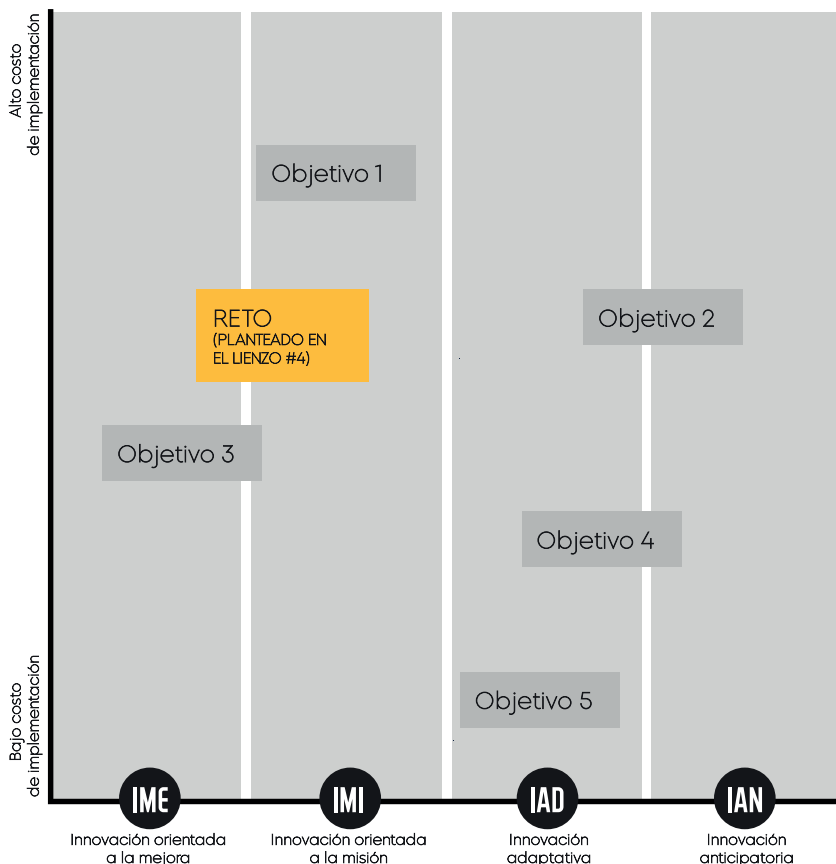 Alto costo
de implementación
Objetivo 1
RETO
(PLANTEADO EN
EL LIENZO #4)
Objetivo 2
Objetivo 3
Objetivo 4
Objetivo 5
Bajo costo
de implementación
IME
IMI
IAD
IAN
Innovación orientada
a la mejora
Innovación orientada
a la misión
Innovación
adaptativa
Innovación
anticipatoria